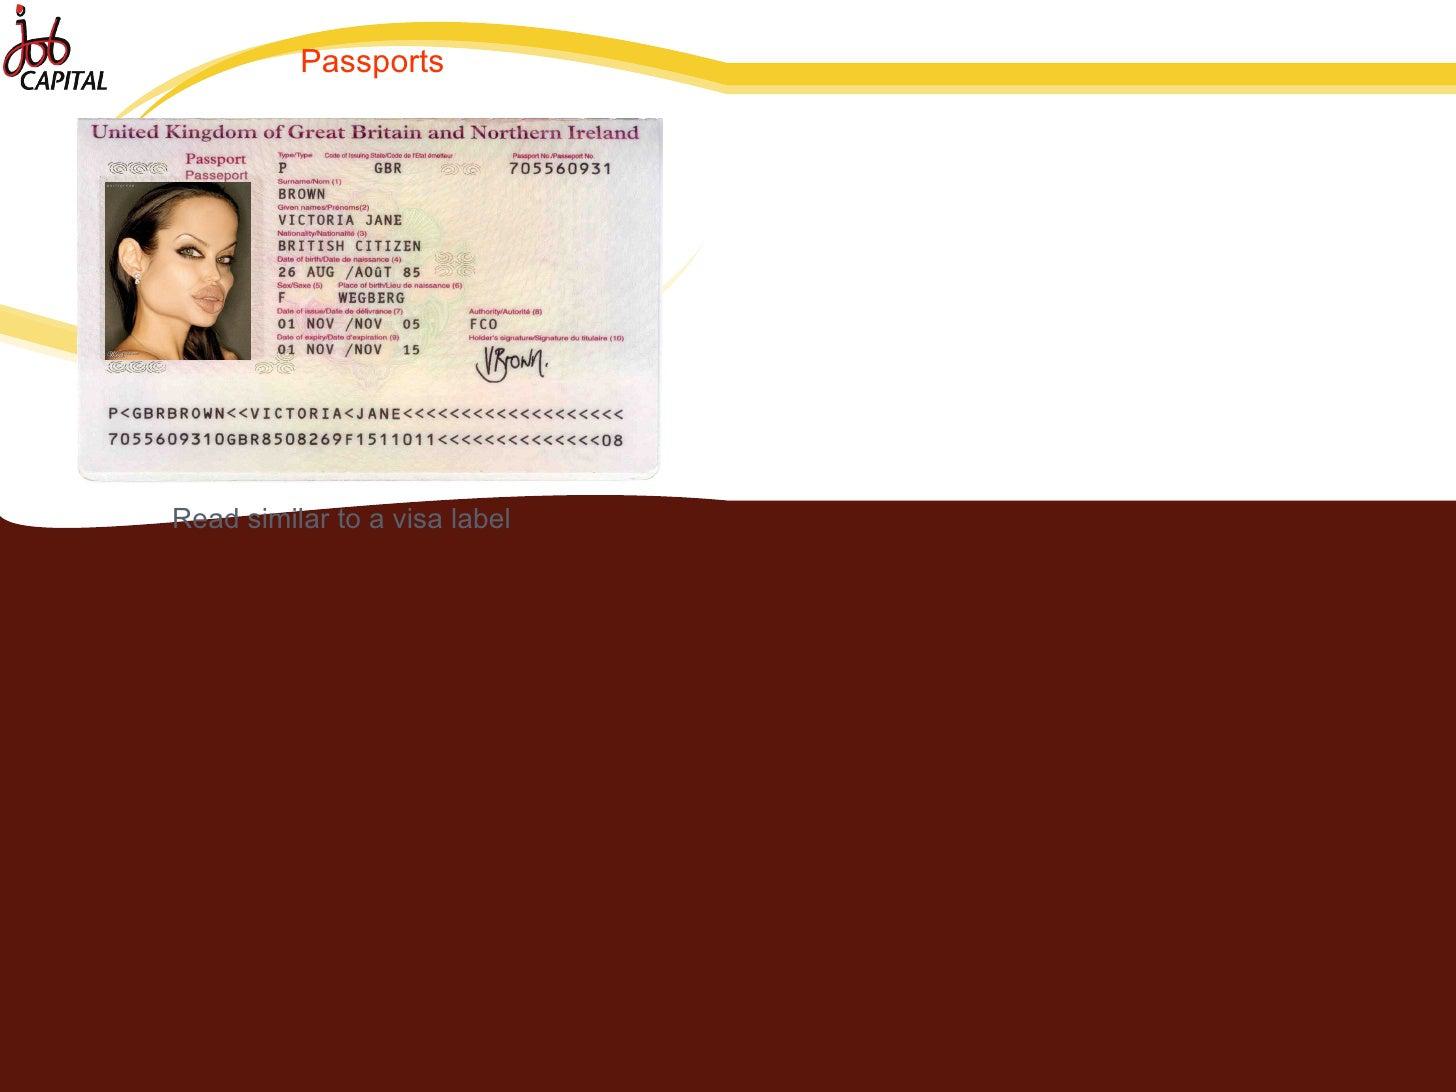 job
CAPITAL
Passports
United Kingdom of Great Britain and Northern Ireland
Passport
Passeport
Type/Type Code of Issuing State/Code de l'Etat émetteur Passport No./Passeport No.
P GBR 705560931
Surname/Nom (1)
BROWN
Given names/Prénoms(2)
VICTORIA JANE
Nationality/Nationalité (3)
BRITISH CITIZEN
Date of birth/Date de naissance (4)
26 AUG /AOûT 85
Sex/Sexe (5) Place of birth/Lieu de naissance (6)
F WEGBERG
Date of issue/Date de délivrance (7) Authority/Autorité (8)
01 NOV /NOV 05 FCO
Date of expiry/Date d'expiration (9) Holder's signature/Signature du titulaire (10)
01 NOV /NOV 15
VBrown.
P<GBRBROWN<<VICTORIA<JANE<<<<<<<<<<<<<<<<<<<
7055609310GBR8508269F1511011<<<<<<<<<<<<<<08
Read similar to a visa label